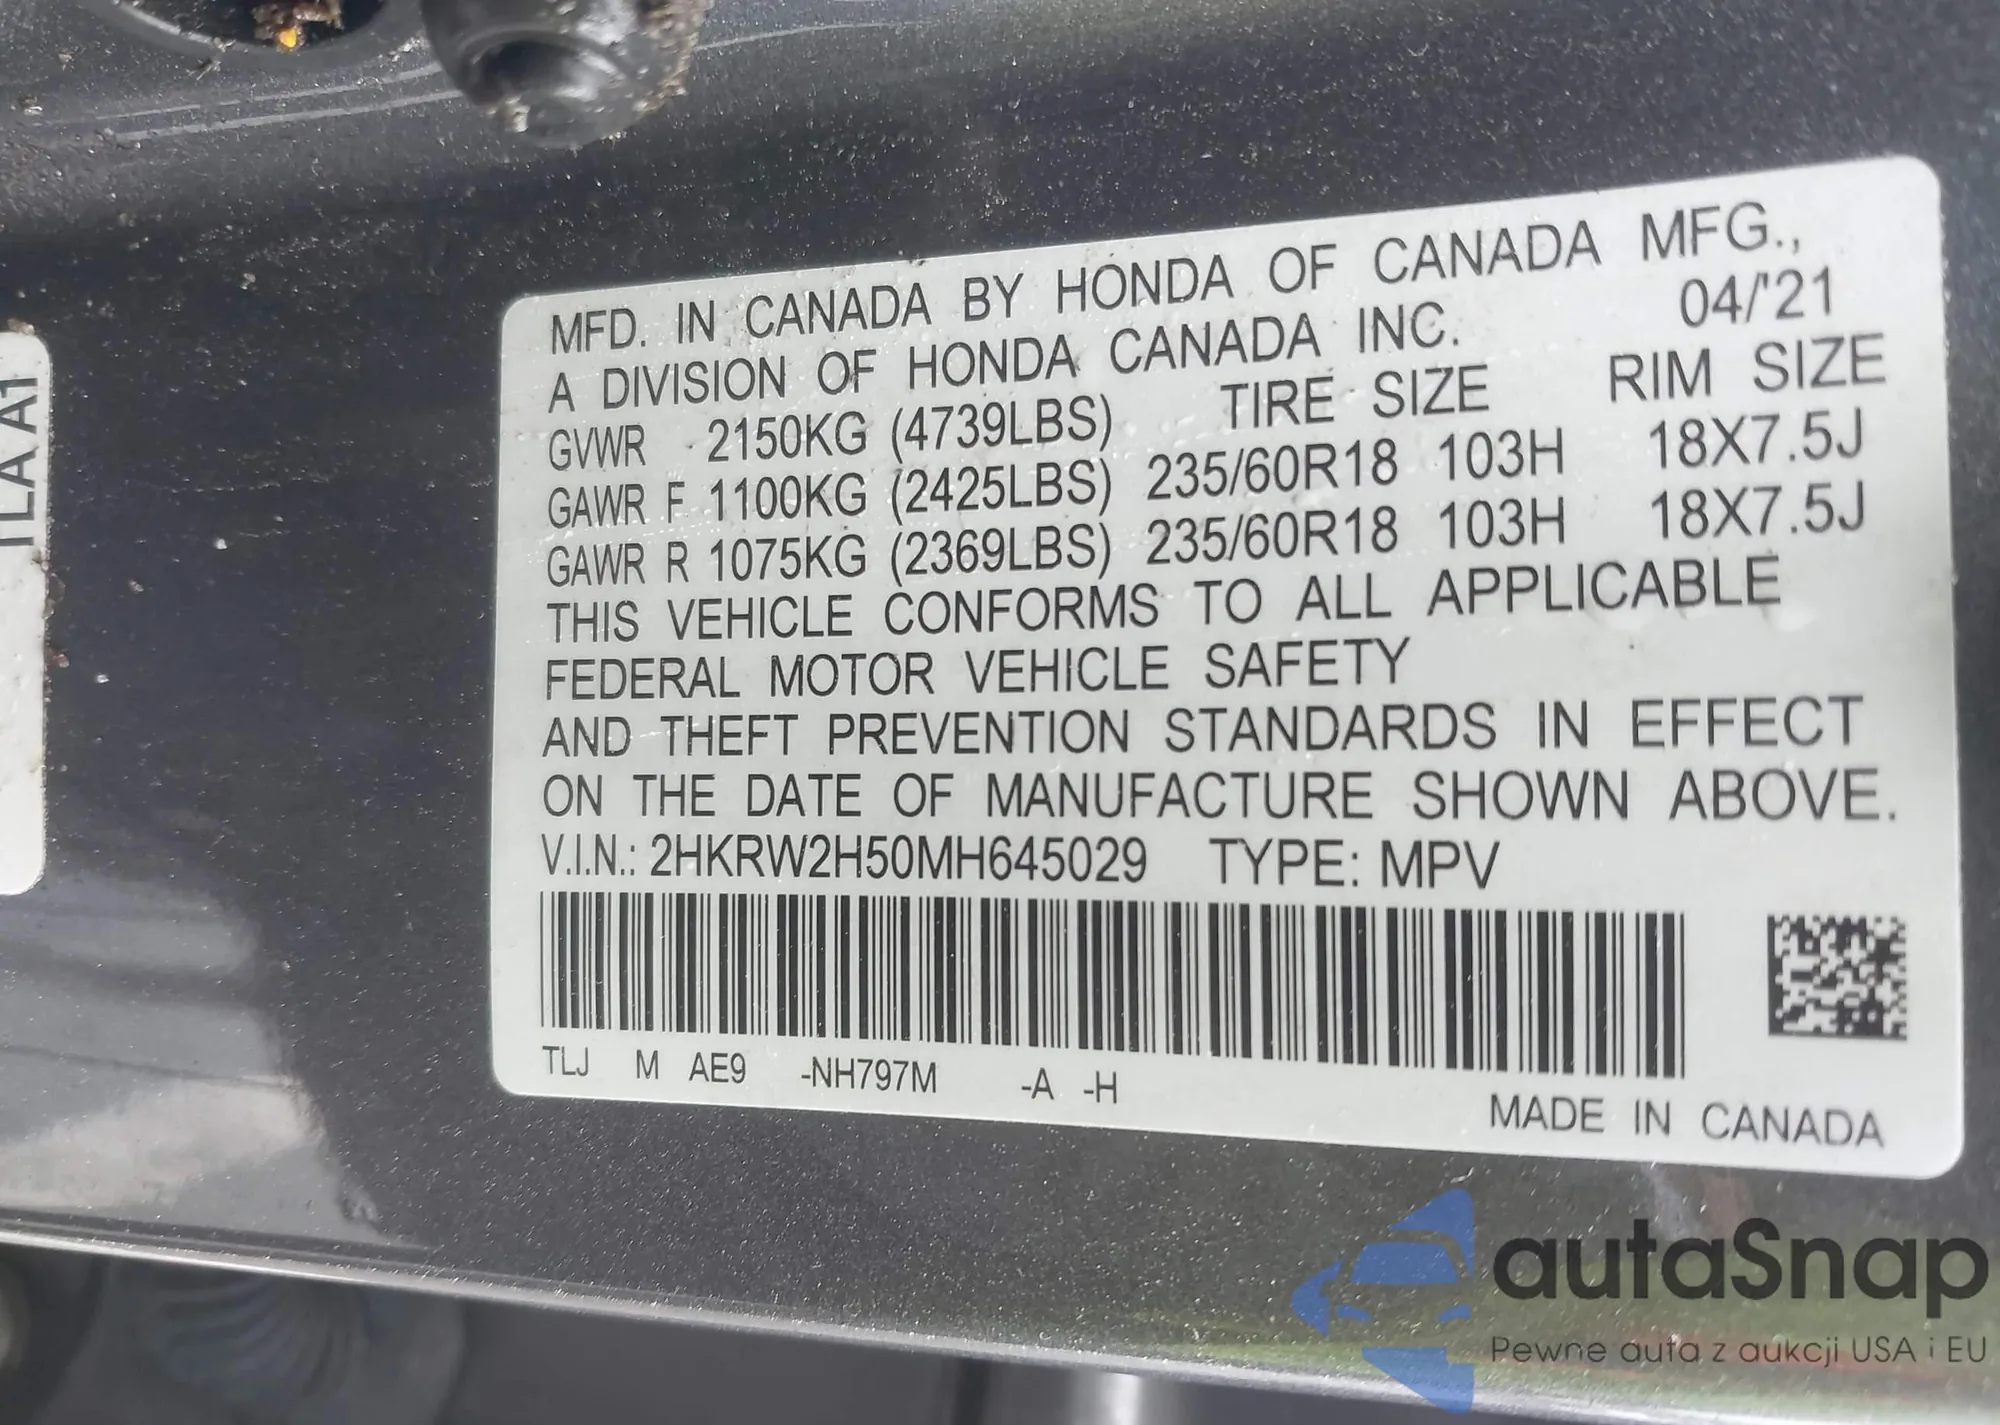 TLAA1
MFD. IN CANADA BY HONDA OF CANADA MFG.,
A DIVISION OF HONDA CANADA INC. 04/'21
TIRE SIZE RIM SIZE
GVWR 2150KG (4739LBS)
GAWR F 1100KG (2425LBS) 235/60R18 103H 18X7.5J
GAWR R 1075KG (2369LBS) 235/60R18 103H 18X7.5J
THIS VEHICLE CONFORMS TO ALL APPLICABLE
FEDERAL MOTOR VEHICLE SAFETY
AND THEFT PREVENTION STANDARDS IN EFFECT
ON THE DATE OF MANUFACTURE SHOWN ABOVE.
V.I.N.: 2HKRW2H50MH645029 TYPE: MPV
TLJ M AE9 -NH797M -A -H
MADE IN CANADA
autaSnap
Pewne auta z aukcji USA i EU